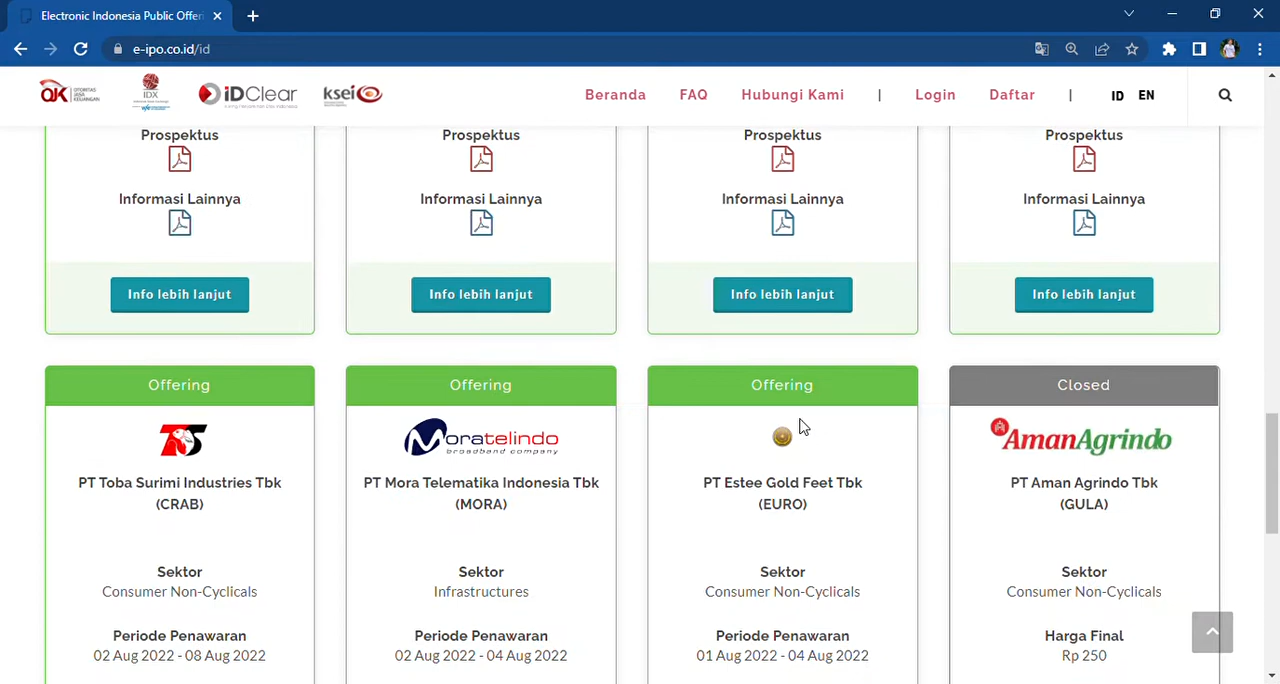 Electronic Indonesia Public Offeri
e-ipo.co.id/id
OTORITAS
JASA
KEUANGAN
IDX
iDClear
ksei
Beranda
FAQ
Hubungi Kami
|
Login
Daftar
|
ID
EN
Prospektus
Prospektus
Prospektus
Prospektus
Informasi Lainnya
Informasi Lainnya
Informasi Lainnya
Informasi Lainnya
Info lebih lanjut
Info lebih lanjut
Info lebih lanjut
Info lebih lanjut
Offering
Offering
Offering
Closed
Moratelindo
broadband company
AmanAgrindo
PT Toba Surimi Industries Tbk
(CRAB)
PT Mora Telematika Indonesia Tbk
(MORA)
PT Estee Gold Feet Tbk
(EURO)
PT Aman Agrindo Tbk
(GULA)
Sektor
Consumer Non-Cyclicals
Sektor
Infrastructures
Sektor
Consumer Non-Cyclicals
Sektor
Consumer Non-Cyclicals
Periode Penawaran
02 Aug 2022 - 08 Aug 2022
Periode Penawaran
02 Aug 2022 - 04 Aug 2022
Periode Penawaran
01 Aug 2022 - 04 Aug 2022
Harga Final
Rp 250